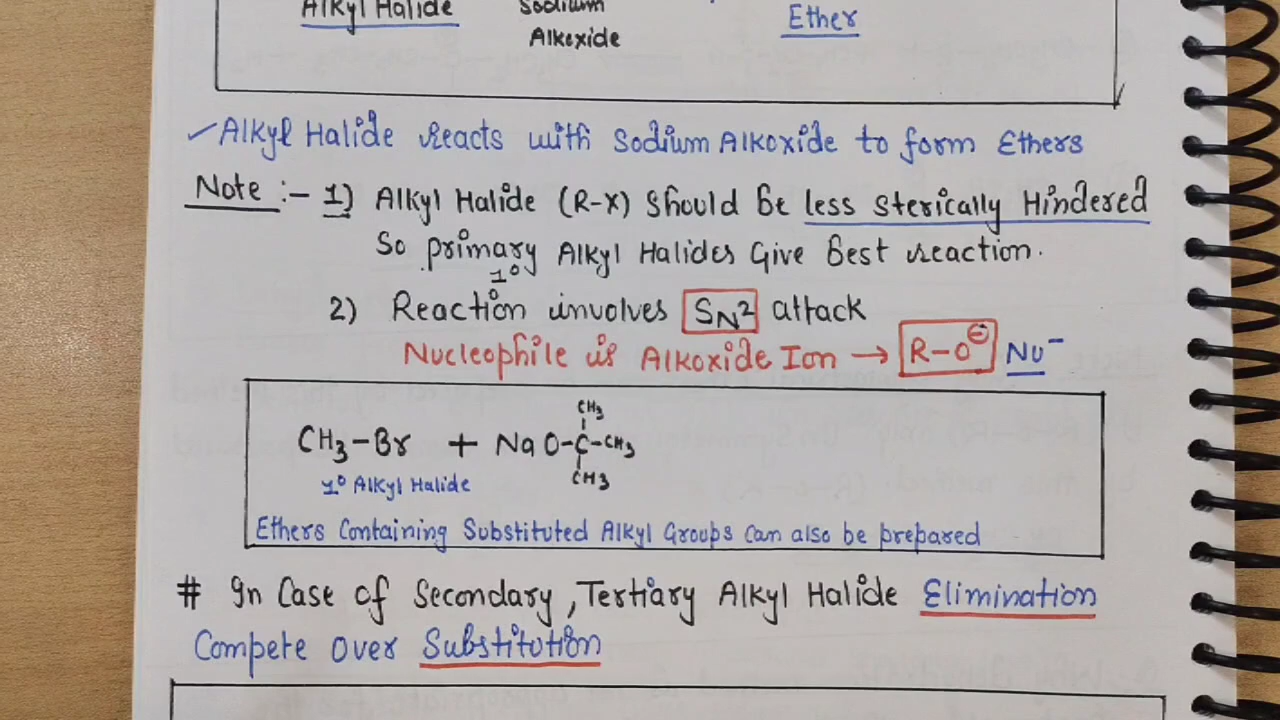 Alkyl Halide Sodium
Alkoxide
Ether
✓Alkyl Halide reacts with Sodium Alkoxide to form Ethers
Note :- 1) Alkyl Halide (R-X) should be less sterically Hindered
So primary Alkyl Halides Give Best reaction.
1°
2) Reaction involves SN2 attack
Nucleophile is Alkoxide Ion → R-O⊖ Nu⁻
CH3
CH3-Br + NaO-C-CH3
CH3
1° Alkyl Halide
Ethers Containing Substituted Alkyl Groups can also be prepared
# In Case of Secondary, Tertiary Alkyl Halide Elimination
Compete over Substitution